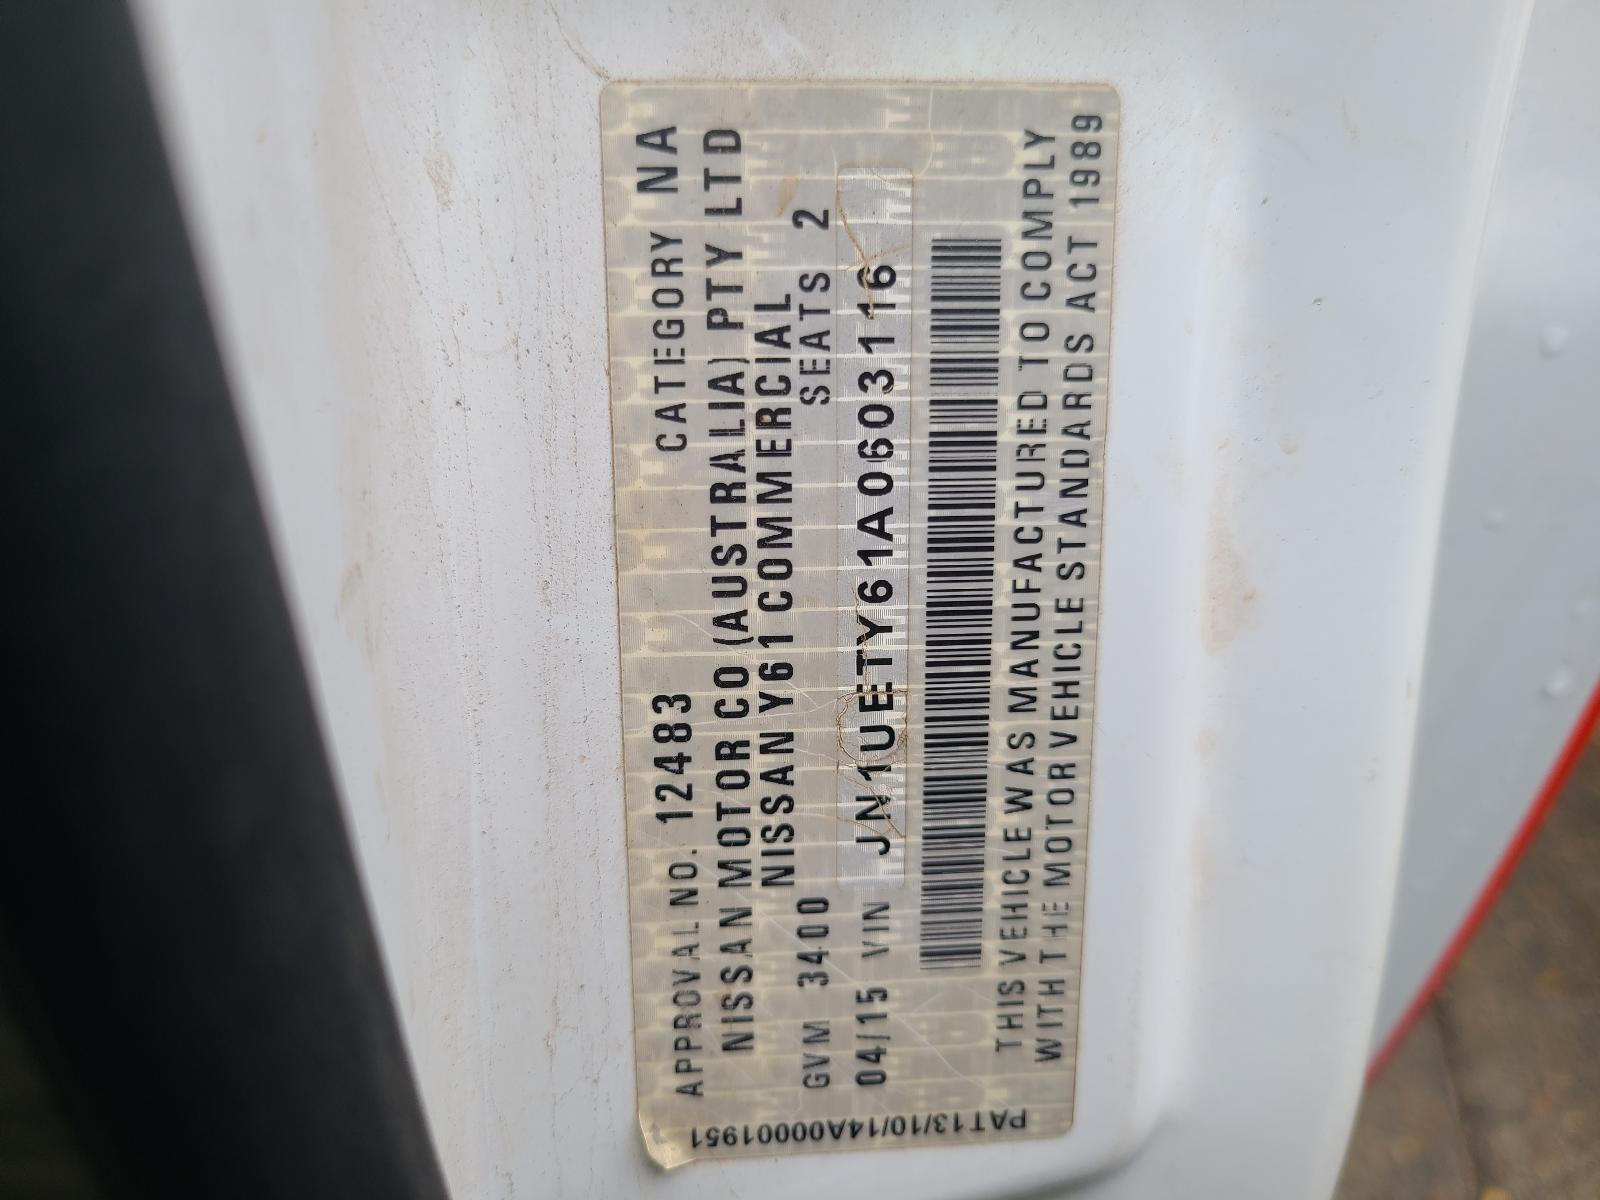 APPROVAL NO. 12483 CATEGORY NA
NISSAN MOTOR CO (AUSTRALIA) PTY LTD
NISSAN Y61 COMMERCIAL
GVM 3400 SEATS 2
04/15 VIN JN1UETY61A0603116
THIS VEHICLE WAS MANUFACTURED TO COMPLY
WITH THE MOTOR VEHICLE STANDARDS ACT 1989
PAT13/10/14A00001951